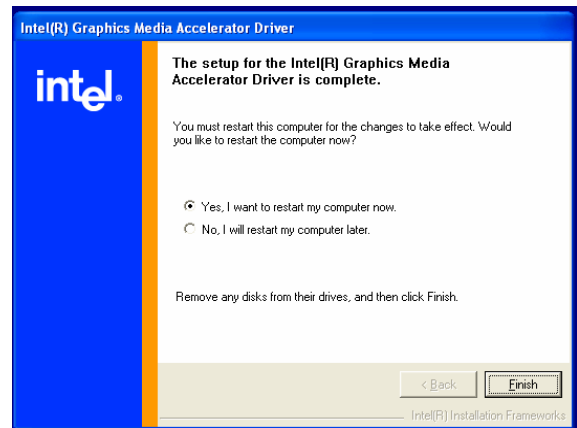 Intel(R) Graphics Media Accelerator Driver
intel.
The setup for the Intel(R) Graphics Media
Accelerator Driver is complete.
You must restart this computer for the changes to take effect. Would
you like to restart the computer now?
Yes, I want to restart my computer now.
No, I will restart my computer later.
Remove any disks from their drives, and then click Finish.
< Back
Finish
Intel(R) Installation Frameworks